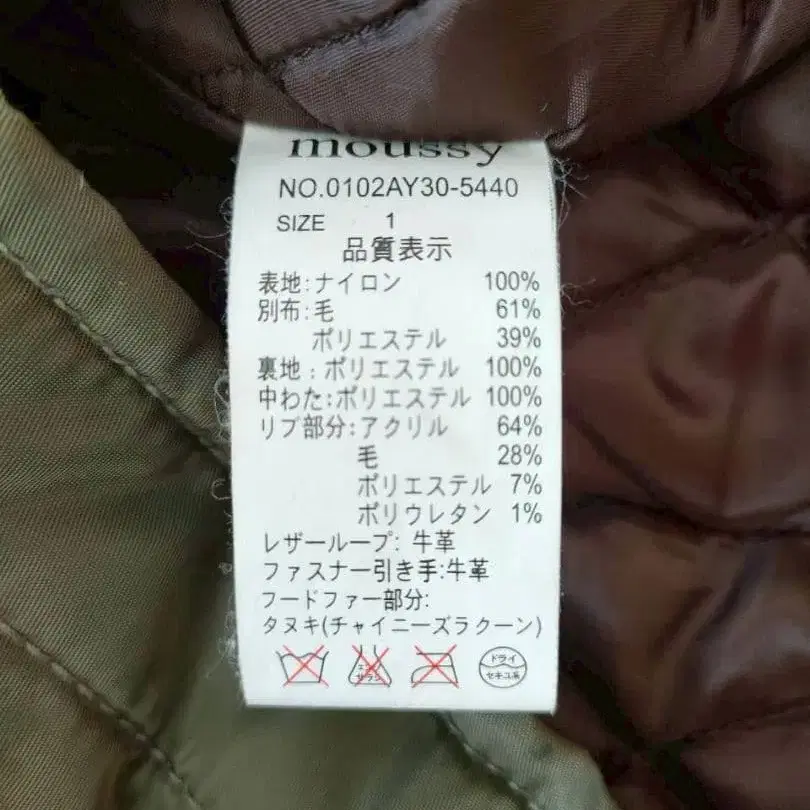 moussy
NO.0102AY30-5440
SIZE 1
品質表示
表地:ナイロン 100%
別布:毛 61%
ポリエステル 39%
裏地:ポリエステル 100%
中わた:ポリエステル 100%
リブ部分:アクリル 64%
毛 28%
ポリエステル 7%
ポリウレタン 1%
レザーループ: 牛革
ファスナー引き手:牛革
フードファー部分:
タヌキ(チャイニーズラクーン)
ドライ
セキユ系